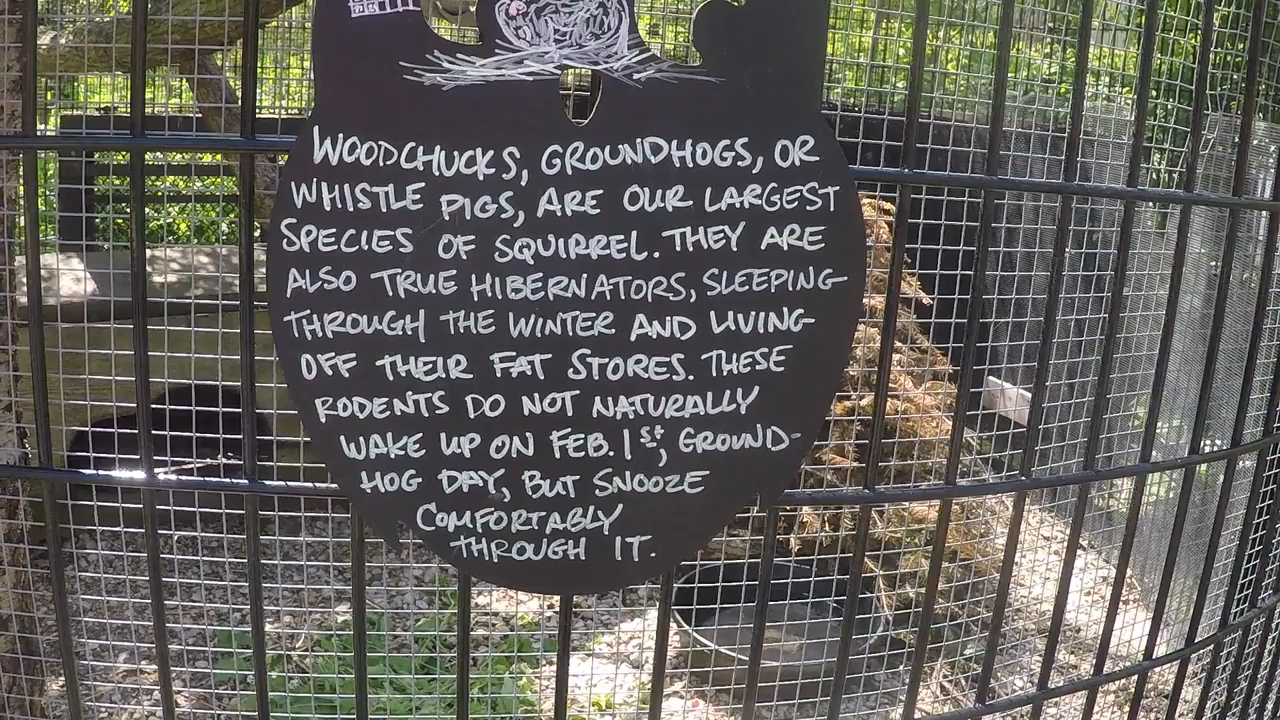 WOODCHUCKS, GROUNDHOGS, OR
WHISTLE PIGS, ARE OUR LARGEST
SPECIES OF SQUIRREL. THEY ARE
ALSO TRUE HIBERNATORS, SLEEPING
THROUGH THE WINTER AND LIVING
OFF THEIR FAT STORES. THESE
RODENTS DO NOT NATURALLY
WAKE UP ON FEB. 1st, GROUND-
HOG DAY, BUT SNOOZE
COMFORTABLY
THROUGH IT.